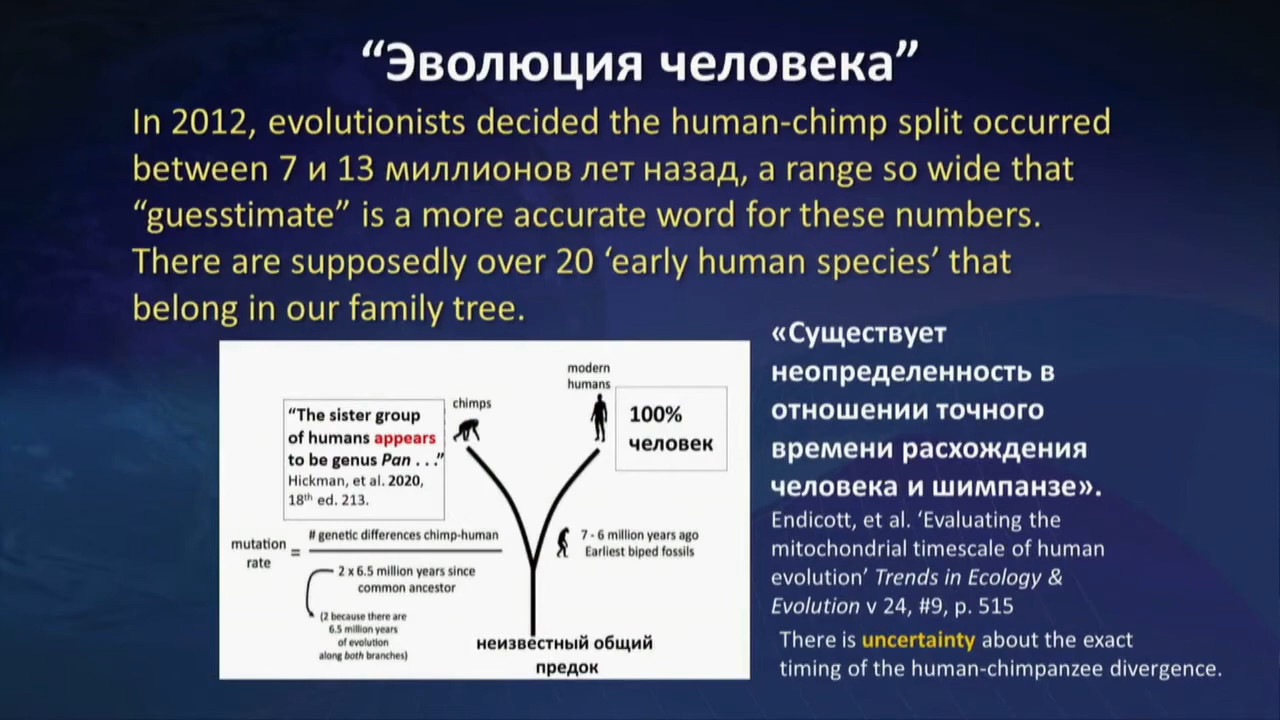 “Эволюция человека”
In 2012, evolutionists decided the human-chimp split occurred
between 7 и 13 миллионов лет назад, a range so wide that
“guesstimate” is a more accurate word for these numbers.
There are supposedly over 20 ‘early human species’ that
belong in our family tree.
“The sister group
of humans appears
to be genus Pan . . .”
Hickman, et al. 2020,
18th ed. 213.
chimps
modern
humans
100%
человек
mutation
rate
=
# genetic differences chimp-human
2 x 6.5 million years since
common ancestor
(2 because there are
6.5 million years
of evolution
along both branches)
7 - 6 million years ago
Earliest biped fossils
неизвестный общий
предок
«Существует
неопределенность в
отношении точного
времени расхождения
человека и шимпанзе».
Endicott, et al. ‘Evaluating the
mitochondrial timescale of human
evolution’ Trends in Ecology &
Evolution v 24, #9, p. 515
There is uncertainty about the exact
timing of the human-chimpanzee divergence.